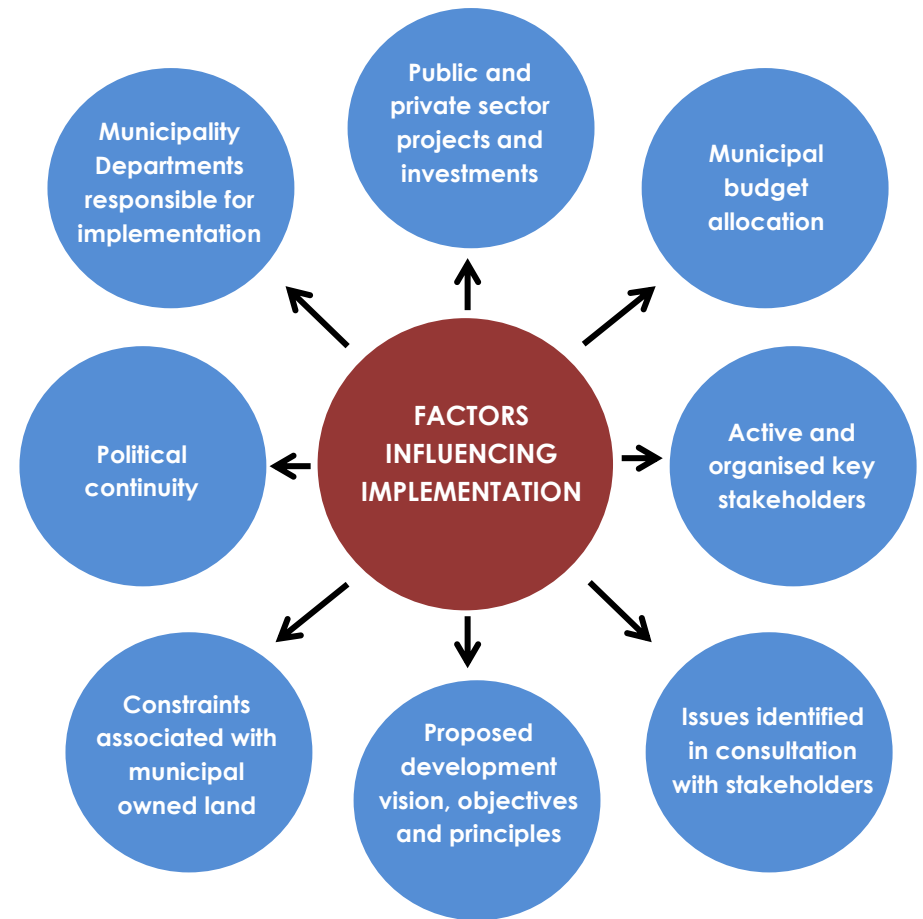 Public and
private sector
projects and
investments
Municipality
Departments
responsible for
implementation
Municipal
budget
allocation
FACTORS
INFLUENCING
IMPLEMENTATION
Political
continuity
Active and
organised key
stakeholders
Constraints
associated with
municipal
owned land
Proposed
development
vision, objectives
and principles
Issues identified
in consultation
with stakeholders